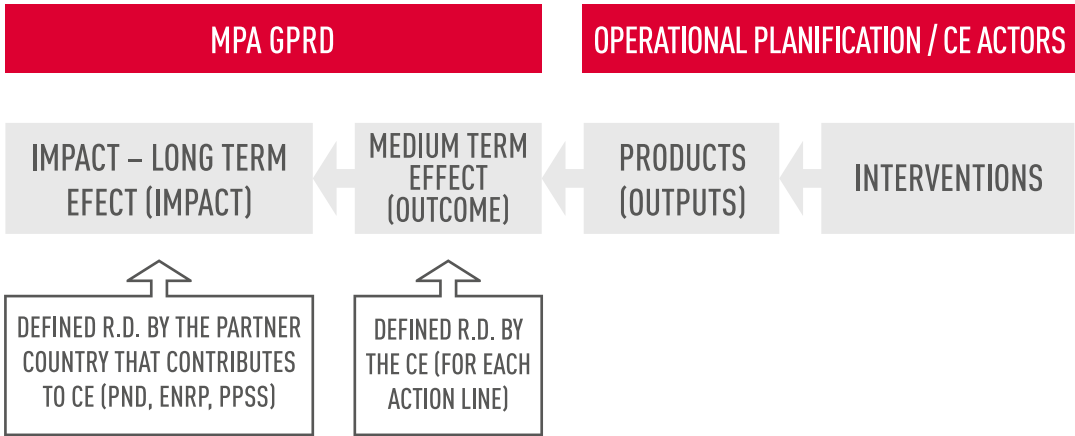 MPA GPRD
OPERATIONAL PLANIFICATION / CE ACTORS
IMPACT – LONG TERM
EFECT (IMPACT)
MEDIUM TERM
EFFECT
(OUTCOME)
PRODUCTS
(OUTPUTS)
INTERVENTIONS
DEFINED R.D. BY THE PARTNER
COUNTRY THAT CONTRIBUTES
TO CE (PND, ENRP, PPSS)
DEFINED R.D. BY
THE CE (FOR EACH
ACTION LINE)